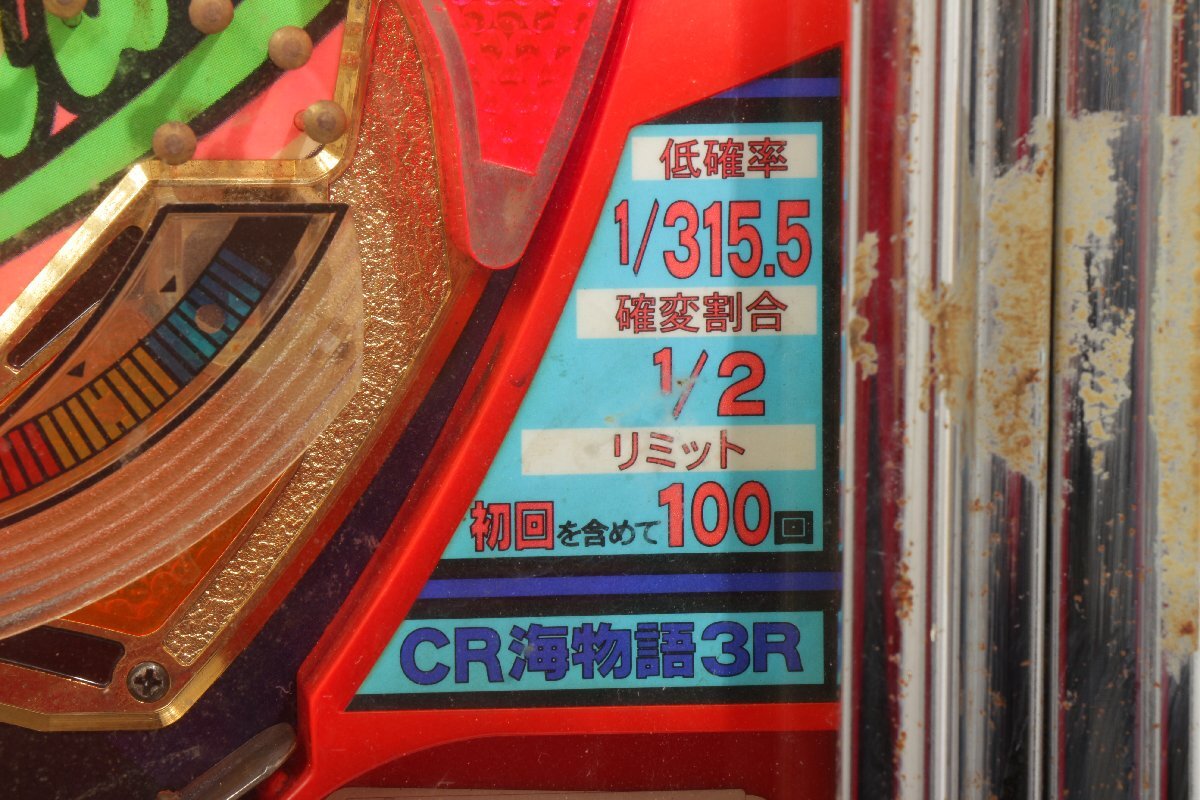 低確率
1/315.5
確変割合
1/2
リミット
初回を含めて100回
CR海物語3R